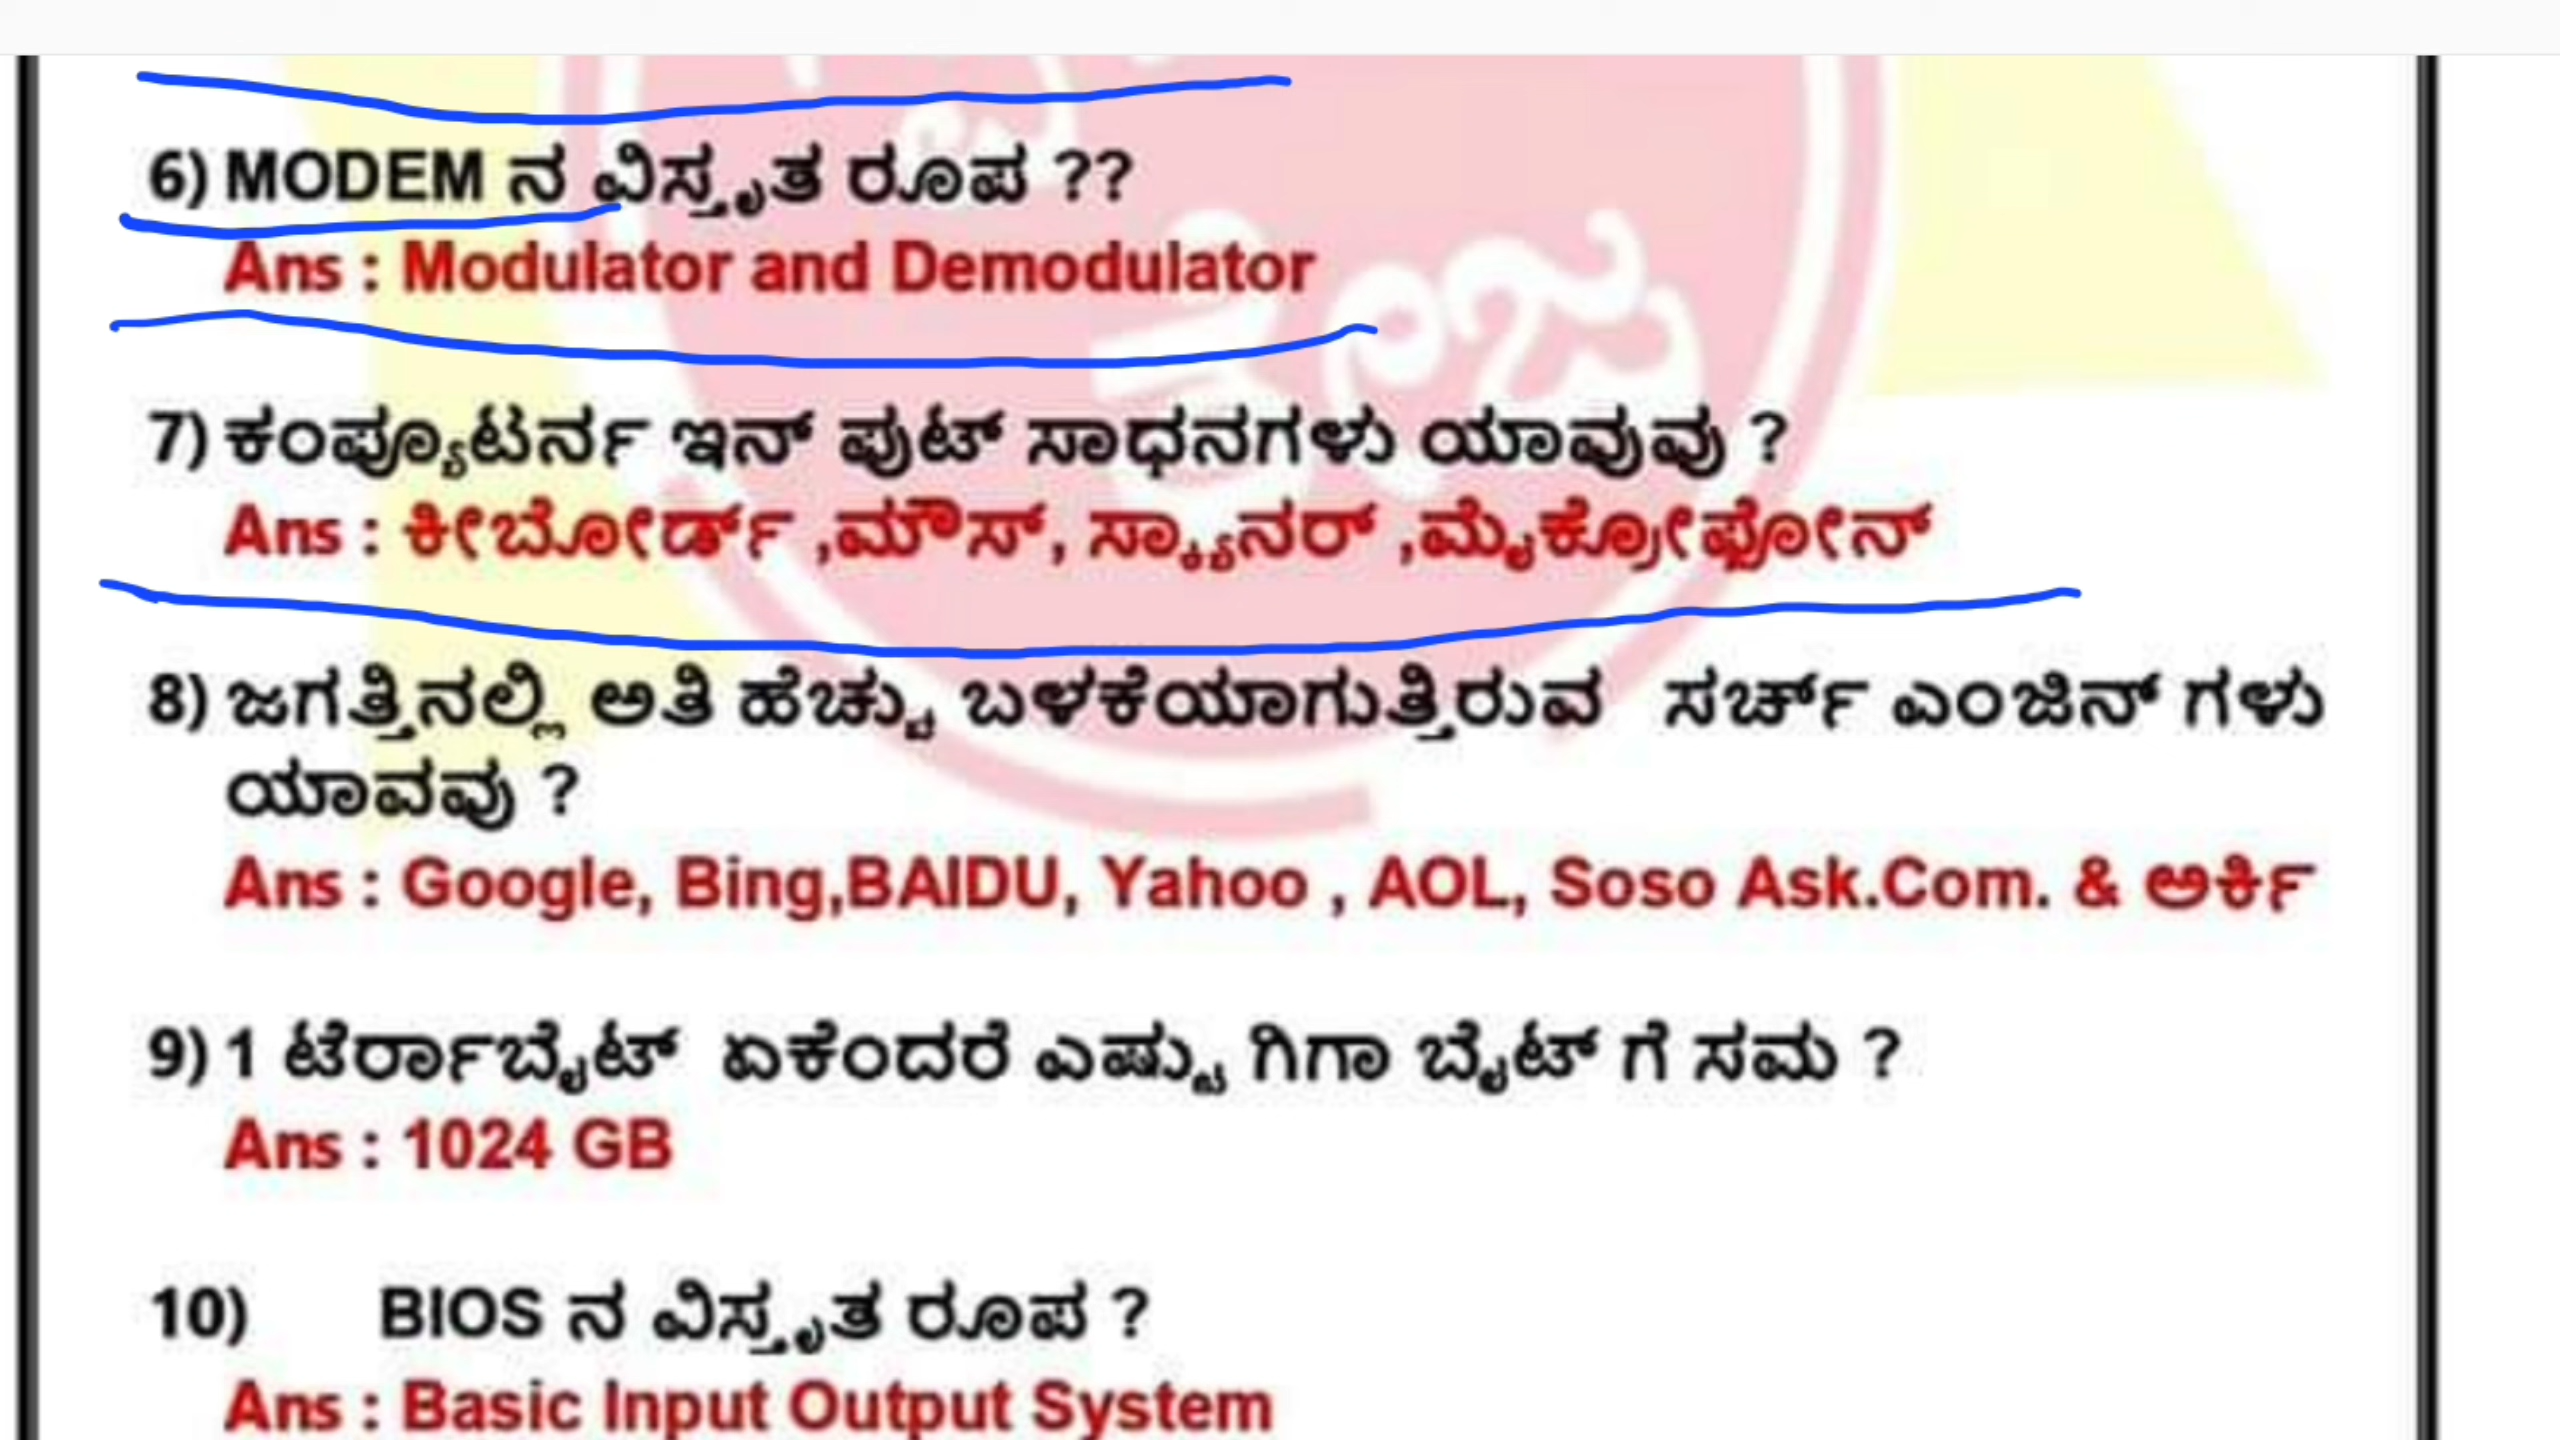 6) MODEM ನ ವಿಸ್ತೃತ ರೂಪ ??
Ans : Modulator and Demodulator
7) ಕಂಪ್ಯೂಟರ್ನ ಇನ್ ಪುಟ್ ಸಾಧನಗಳು ಯಾವುವು ?
Ans : ಕೀಬೋರ್ಡ್ ,ಮೌಸ್, ಸ್ಕ್ಯಾನರ್ ,ಮೈಕ್ರೋಫೋನ್
8) ಜಗತ್ತಿನಲ್ಲಿ ಅತಿ ಹೆಚ್ಚು ಬಳಕೆಯಾಗುತ್ತಿರುವ ಸರ್ಚ್ ಎಂಜಿನ್ ಗಳು
ಯಾವವು ?
Ans : Google, Bing,BAIDU, Yahoo , AOL, Soso Ask.Com. & ಅರ್ಕಿ
9) 1 ಟೆರ್ರಾಬೈಟ್ ಏಕೆಂದರೆ ಎಷ್ಟು ಗಿಗಾ ಬೈಟ್ ಗೆ ಸಮ ?
Ans : 1024 GB
10) BIOS ನ ವಿಸ್ತೃತ ರೂಪ ?
Ans : Basic Input Output System